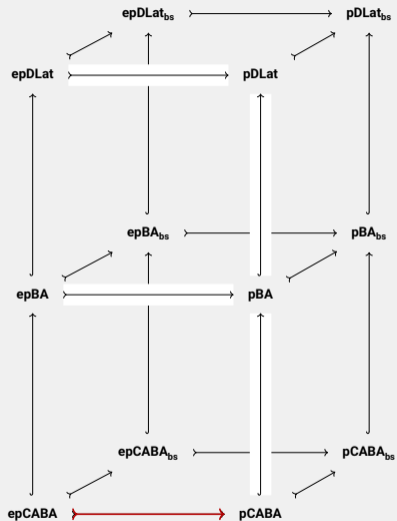 epDLat_bs pDLat_bs
epDLat pDLat
epBA_bs pBA_bs
epBA pBA
epCABA_bs pCABA_bs
epCABA pCABA